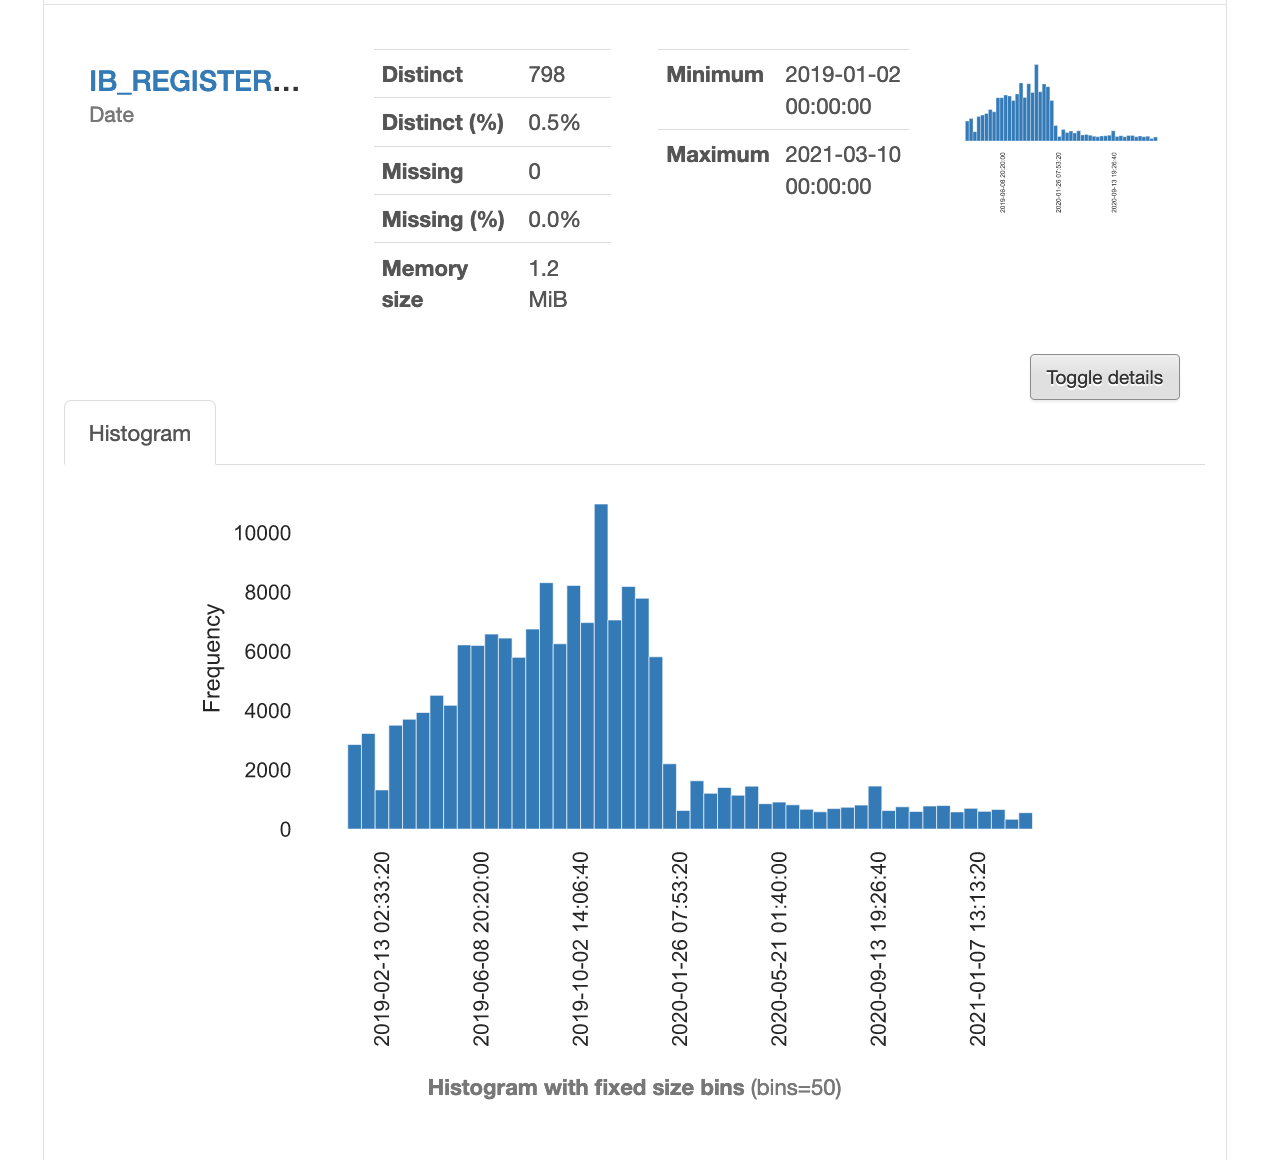 IB_REGISTER...
Date
Distinct 798
Distinct (%) 0.5%
Missing 0
Missing (%) 0.0%
Memory size 1.2 MiB
Minimum 2019-01-02 00:00:00
Maximum 2021-03-10 00:00:00
2019-06-08 20:20:00
2020-01-26 07:53:20
2020-09-13 19:26:40
Toggle details
Histogram
Frequency
10000
8000
6000
4000
2000
0
2019-02-13 02:33:20
2019-06-08 20:20:00
2019-10-02 14:06:40
2020-01-26 07:53:20
2020-05-21 01:40:00
2020-09-13 19:26:40
2021-01-07 13:13:20
Histogram with fixed size bins (bins=50)